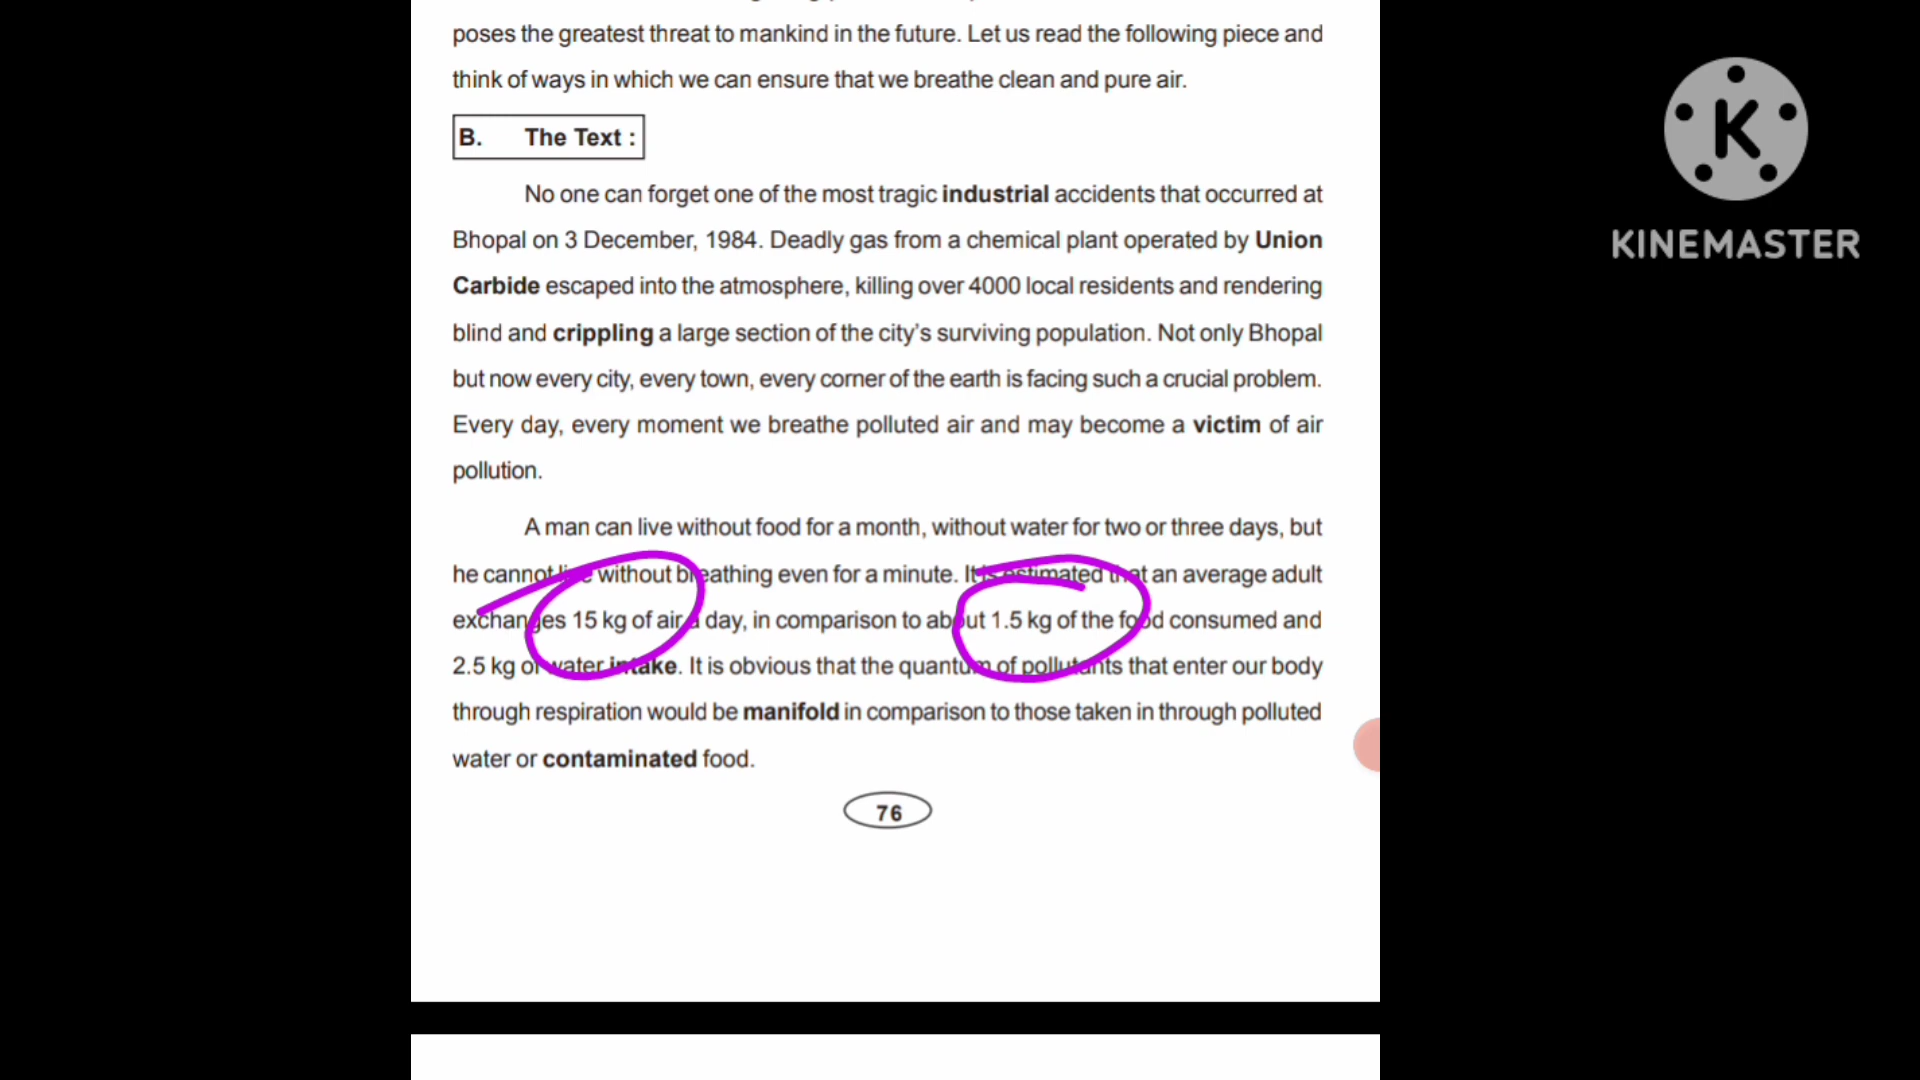 poses the greatest threat to mankind in the future. Let us read the following piece and
think of ways in which we can ensure that we breathe clean and pure air.
B. The Text :
No one can forget one of the most tragic industrial accidents that occurred at
Bhopal on 3 December, 1984. Deadly gas from a chemical plant operated by Union
Carbide escaped into the atmosphere, killing over 4000 local residents and rendering
blind and crippling a large section of the city's surviving population. Not only Bhopal
but now every city, every town, every corner of the earth is facing such a crucial problem.
Every day, every moment we breathe polluted air and may become a victim of air
pollution.
A man can live without food for a month, without water for two or three days, but
he cannot live without breathing even for a minute. It is estimated that an average adult
exchanges 15 kg of air a day, in comparison to about 1.5 kg of the food consumed and
2.5 kg of water intake. It is obvious that the quantum of pollutants that enter our body
through respiration would be manifold in comparison to those taken in through polluted
water or contaminated food.
76
K
KINEMASTER